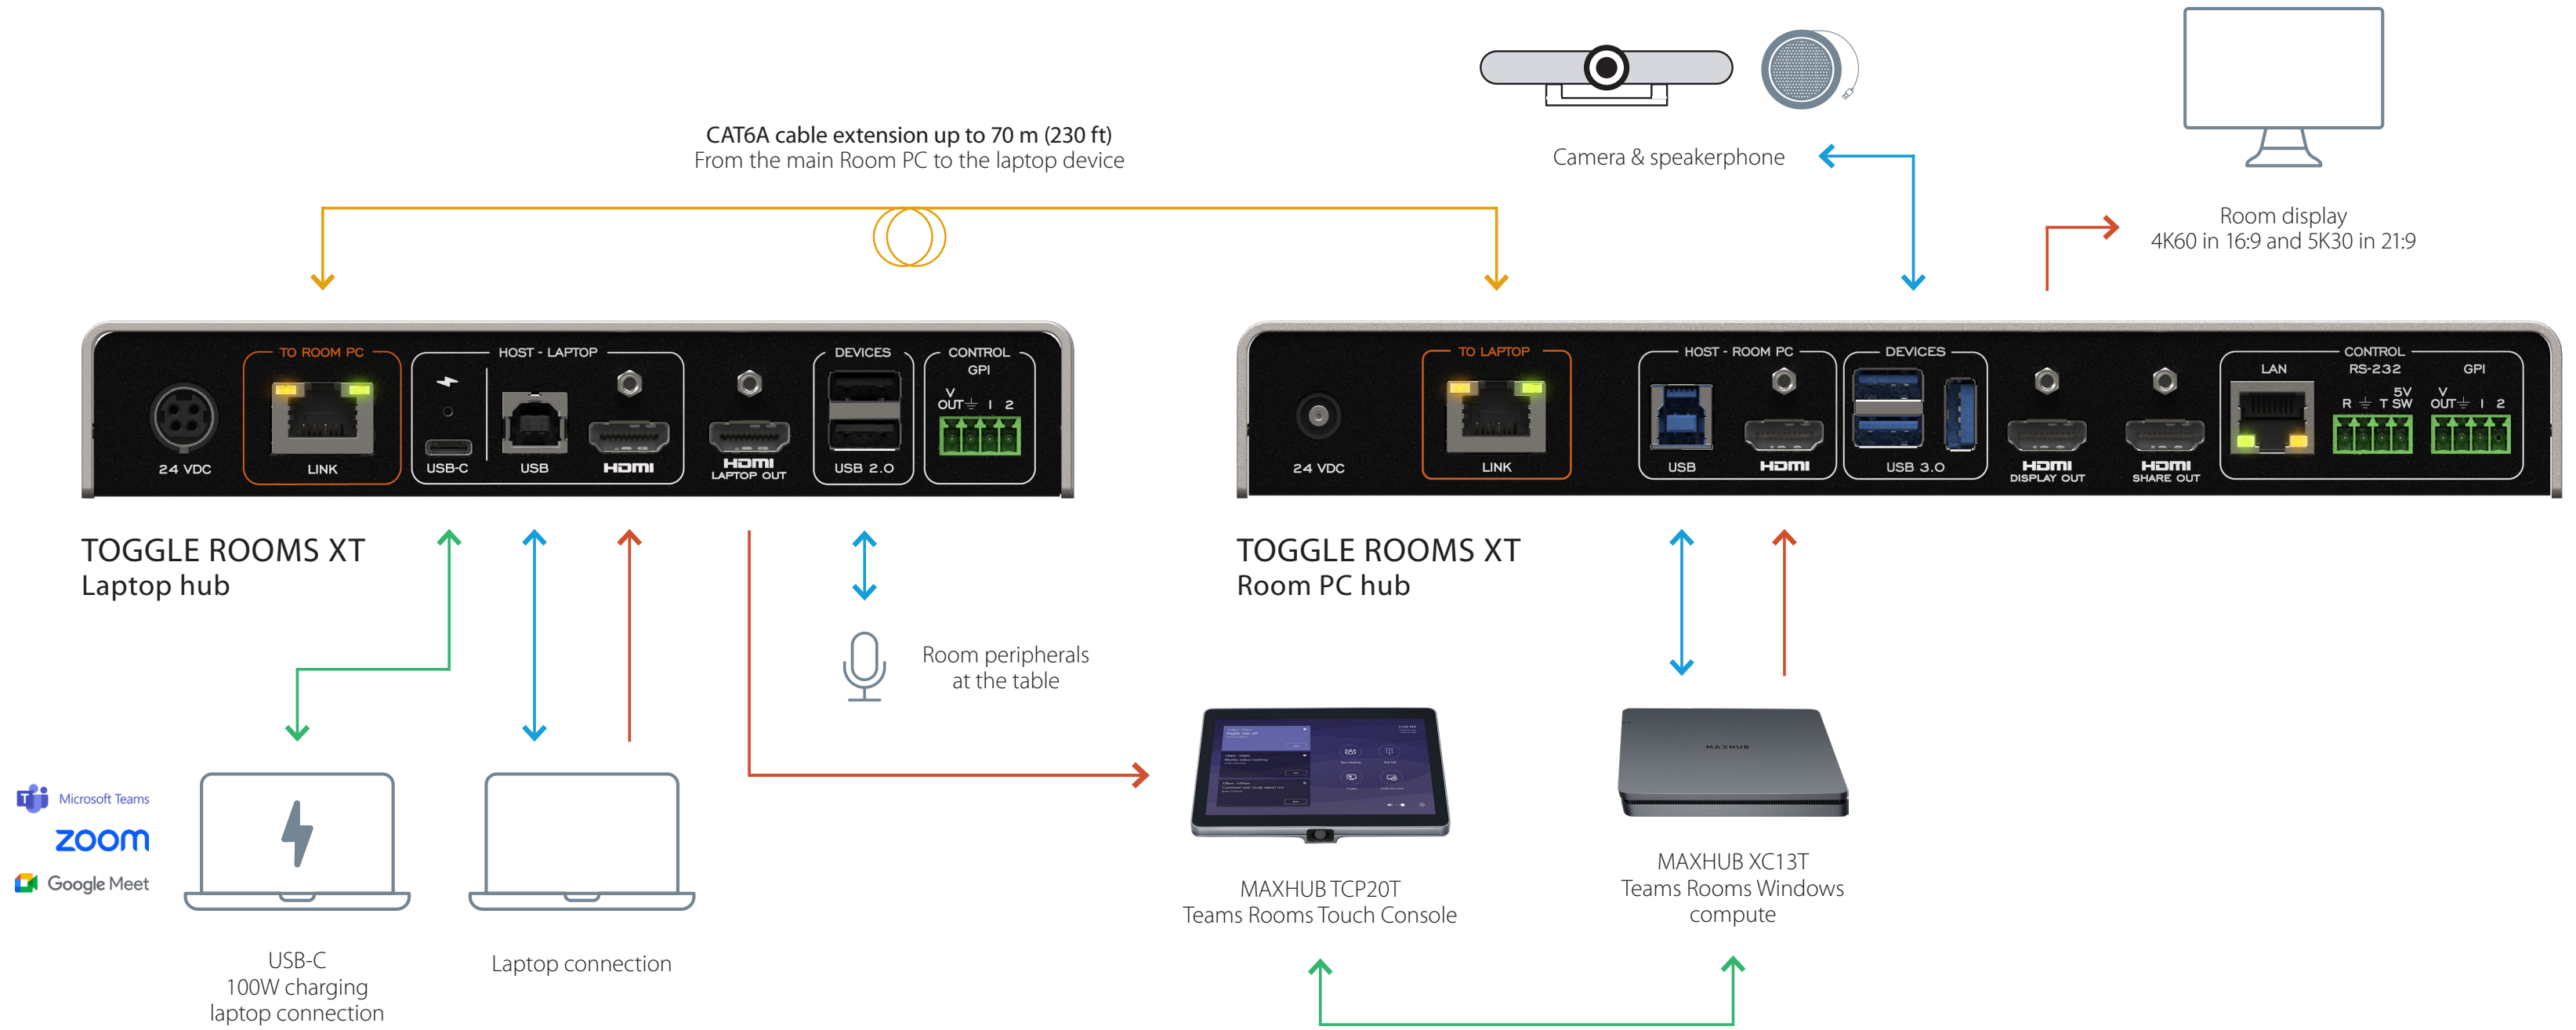 CAT6A cable extension up to 70 m (230 ft)
From the main Room PC to the laptop device
Camera & speakerphone
Room display
4K60 in 16:9 and 5K30 in 21:9
TO ROOM PC
HOST - LAPTOP
DEVICES
CONTROL
GPI
V
OUT 1 2
24 VDC
LINK
USB-C
USB
HDMI
HDMI
LAPTOP OUT
USB 2.0
TO LAPTOP
HOST - ROOM PC
DEVICES
CONTROL
LAN
RS-232
GPI
5V
R T SW
V
OUT 1 2
24 VDC
LINK
USB
HDMI
USB 3.0
HDMI
DISPLAY OUT
HDMI
SHARE OUT
TOGGLE ROOMS XT
Laptop hub
TOGGLE ROOMS XT
Room PC hub
Room peripherals
at the table
Microsoft Teams
zoom
Google Meet
MAXHUB
USB-C
100W charging
laptop connection
Laptop connection
MAXHUB TCP20T
Teams Rooms Touch Console
MAXHUB XC13T
Teams Rooms Windows
compute